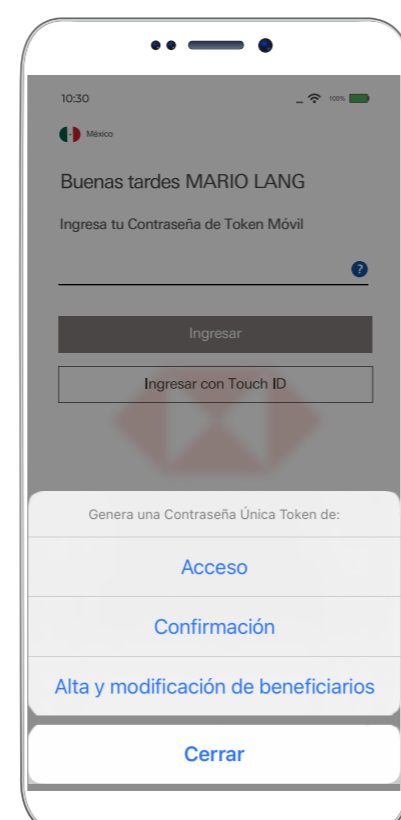 10:30
100%
México
Buenas tardes MARIO LANG
Ingresa tu Contraseña de Token Móvil
?
Ingresar
Ingresar con Touch ID
Genera una Contraseña Única Token de:
Acceso
Confirmación
Alta y modificación de beneficiarios
Cerrar